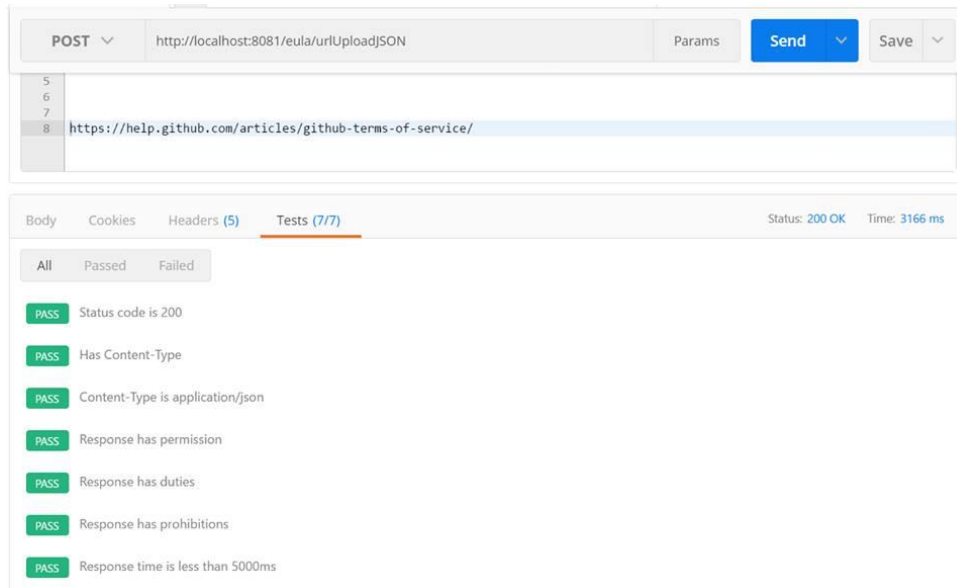 POST http://localhost:8081/eula/urlUploadJSON Params Send Save
5
6
7
8 https://help.github.com/articles/github-terms-of-service/
Body Cookies Headers (5) Tests (7/7) Status: 200 OK Time: 3166 ms
All Passed Failed
PASS Status code is 200
PASS Has Content-Type
PASS Content-Type is application/json
PASS Response has permission
PASS Response has duties
PASS Response has prohibitions
PASS Response time is less than 5000ms